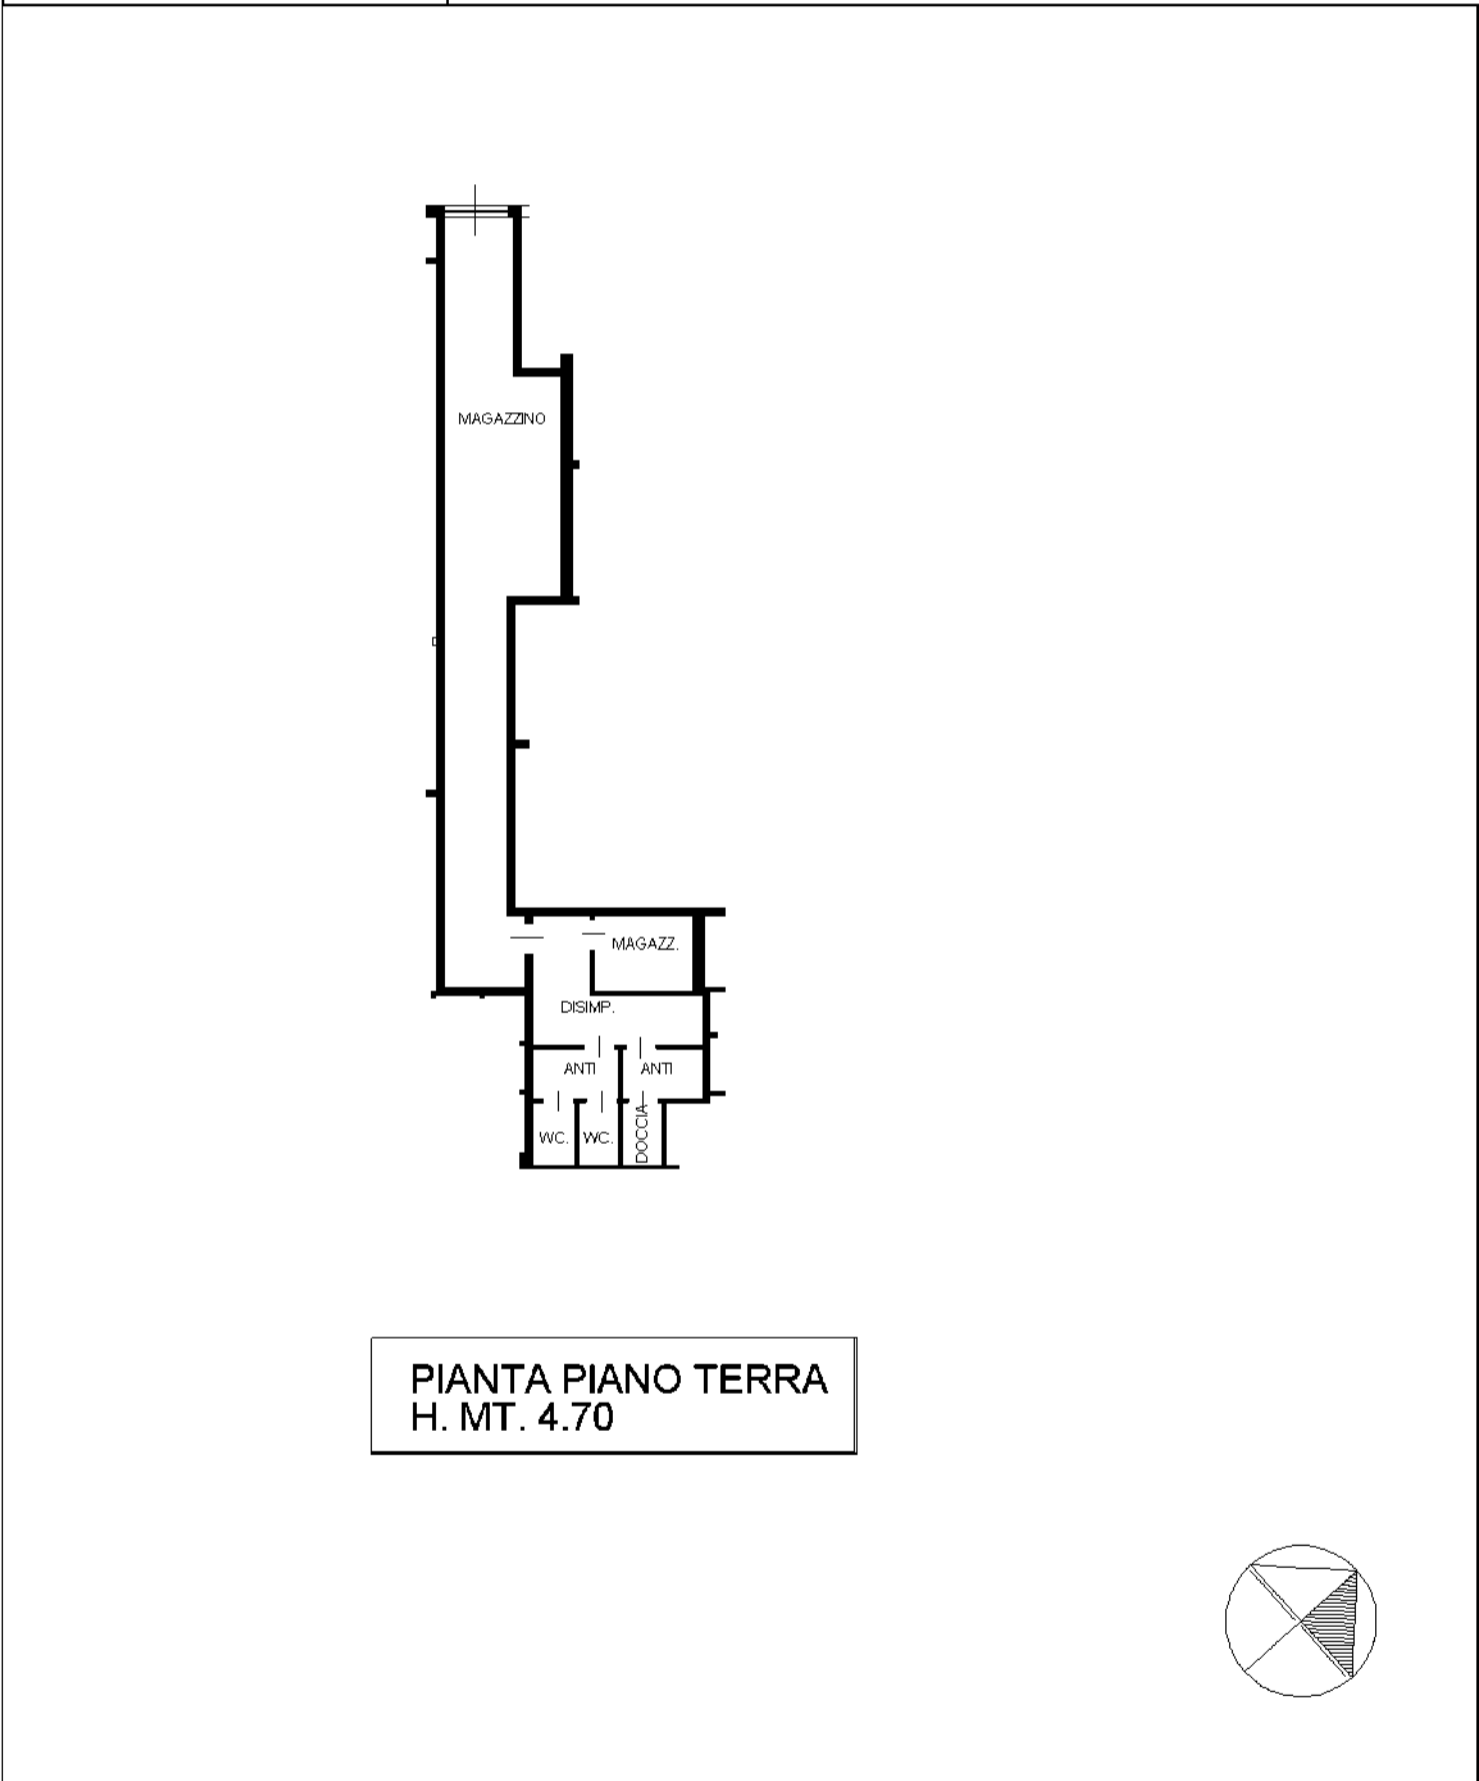 MAGAZZINO
MAGAZZ.
DISIMP.
ANTI ANTI
WC. WC. DOCCIA
PIANTA PIANO TERRA
H. MT. 4.70